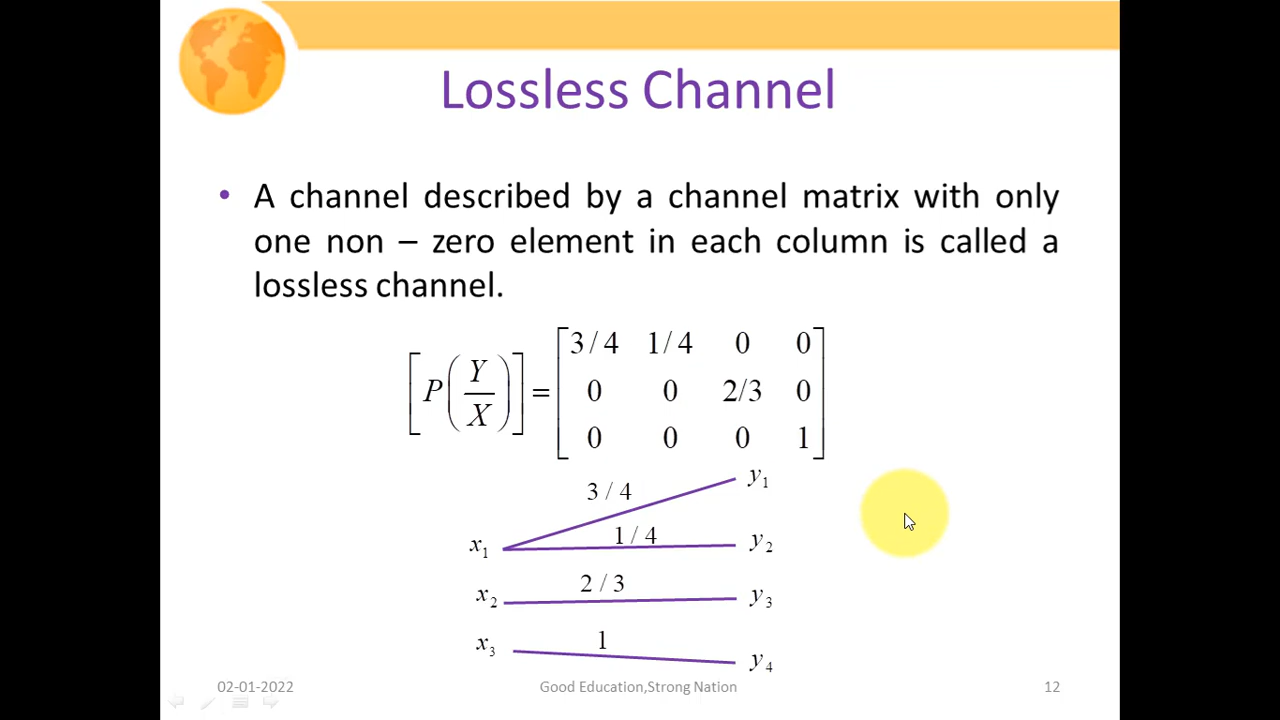 Lossless Channel
• A channel described by a channel matrix with only
one non – zero element in each column is called a
lossless channel.
[P(Y/X)] = [3/4 1/4 0 0
0 0 2/3 0
0 0 0 1]
3/4 y₁
x₁ 1/4 y₂
x₂ 2/3 y₃
x₃ 1 y₄
02-01-2022 Good Education,Strong Nation 12